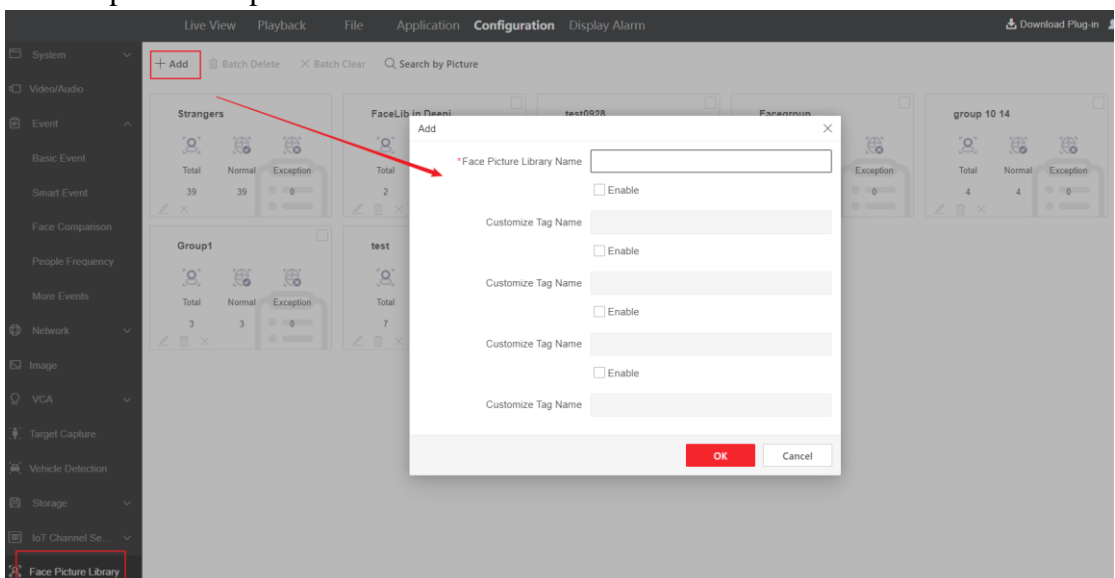 Live View Playback File Application Configuration Display Alarm Download Plug-in
System
Video/Audio
Event
Basic Event
Smart Event
Face Comparison
People Frequency
More Events
Network
Image
VCA
Target Capture
Vehicle Detection
Storage
IoT Channel Se...
Face Picture Library
+ Add Batch Delete × Batch Clear Search by Picture
Strangers
Total Normal Exception
39 39 0
FaceLib in Deepi
Total
2
test0928
Facegroup
Exception
0
group 10 14
Total Normal Exception
4 4 0
Group1
Total Normal Exception
3 3 0
test
Total
7
Add
*Face Picture Library Name
Enable
Customize Tag Name
Enable
Customize Tag Name
Enable
Customize Tag Name
Enable
Customize Tag Name
OK Cancel